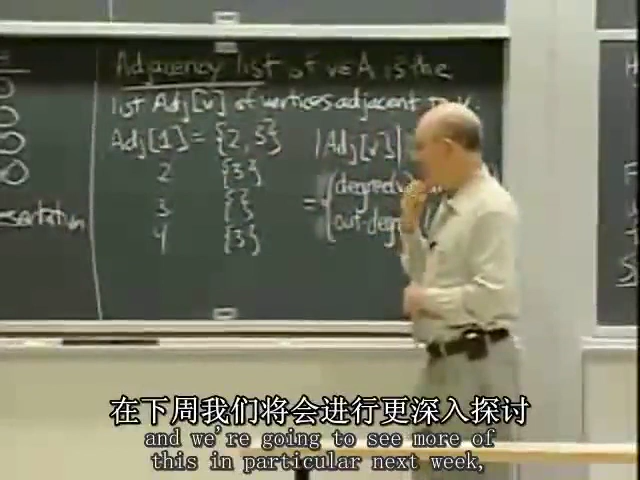 Adjacency list of v∈A is the
list Adj[v] of vertices adjacent to v.
Adj[1] = {2, 3}
2 {3}
3 {}
4 {3}
|Adj[v]|
= { degree(v)
out-deg
在下周我们将会进行更深入探讨
and we're going to see more of
this in particular next week,